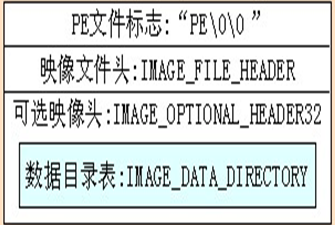 PE文件标志:“PE\0\0 ”
映像文件头:IMAGE_FILE_HEADER
可选映像头:IMAGE_OPTIONAL_HEADER32
数据目录表:IMAGE_DATA_DIRECTORY